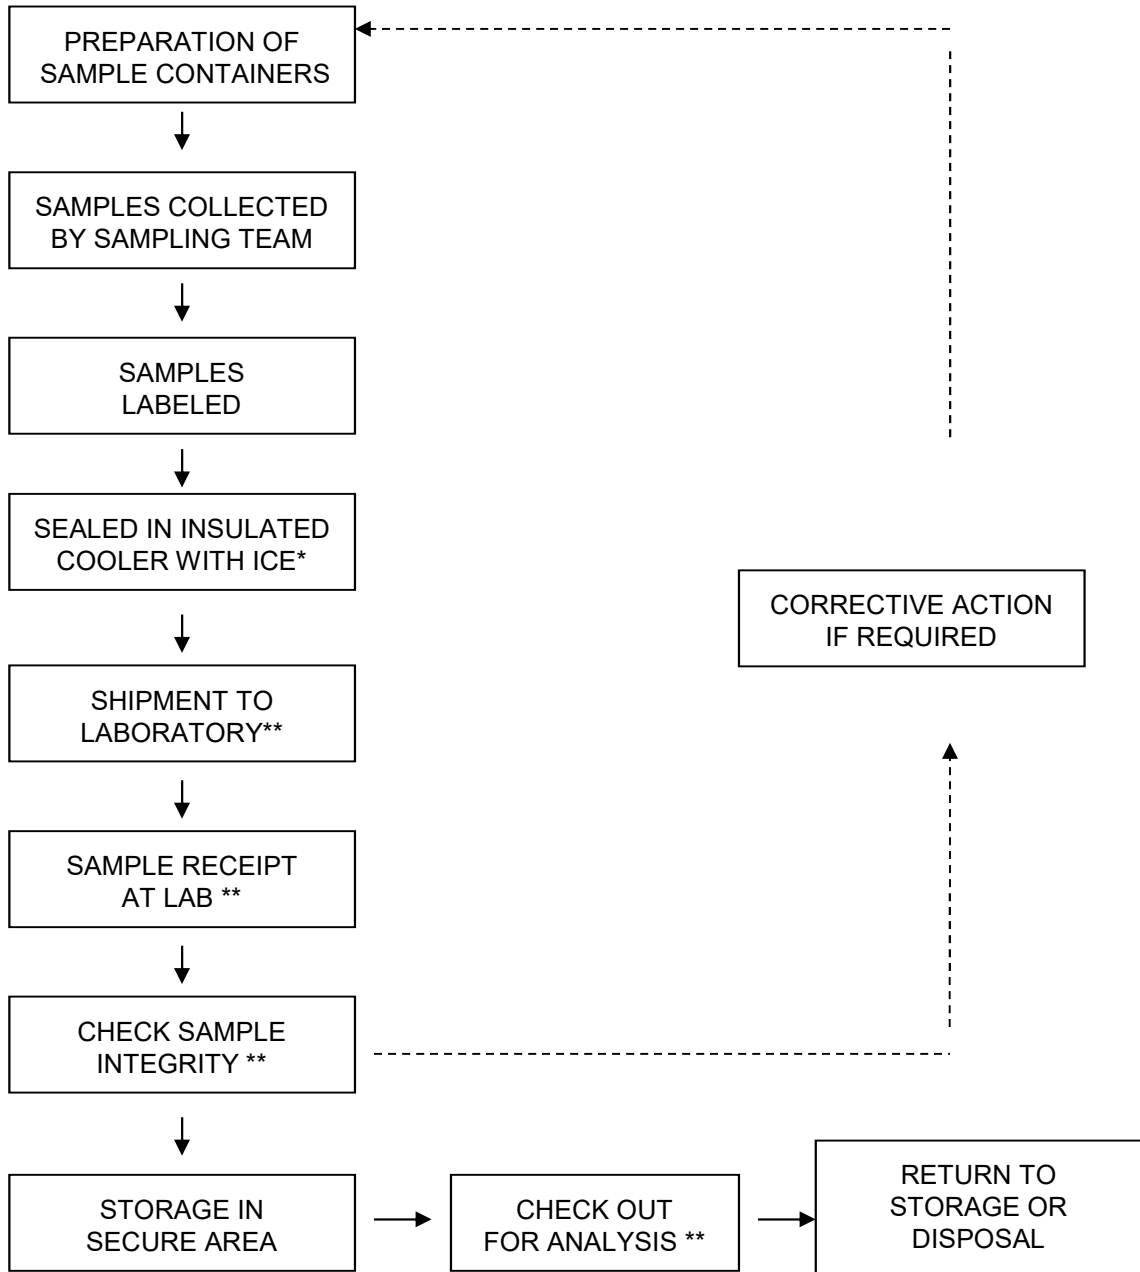 PREPARATION OF
SAMPLE CONTAINERS
SAMPLES COLLECTED
BY SAMPLING TEAM
SAMPLES
LABELED
SEALED IN INSULATED
COOLER WITH ICE*
CORRECTIVE ACTION
IF REQUIRED
SHIPMENT TO
LABORATORY**
SAMPLE RECEIPT
AT LAB **
CHECK SAMPLE
INTEGRITY **
STORAGE IN
SECURE AREA
CHECK OUT
FOR ANALYSIS **
RETURN TO
STORAGE OR
DISPOSAL